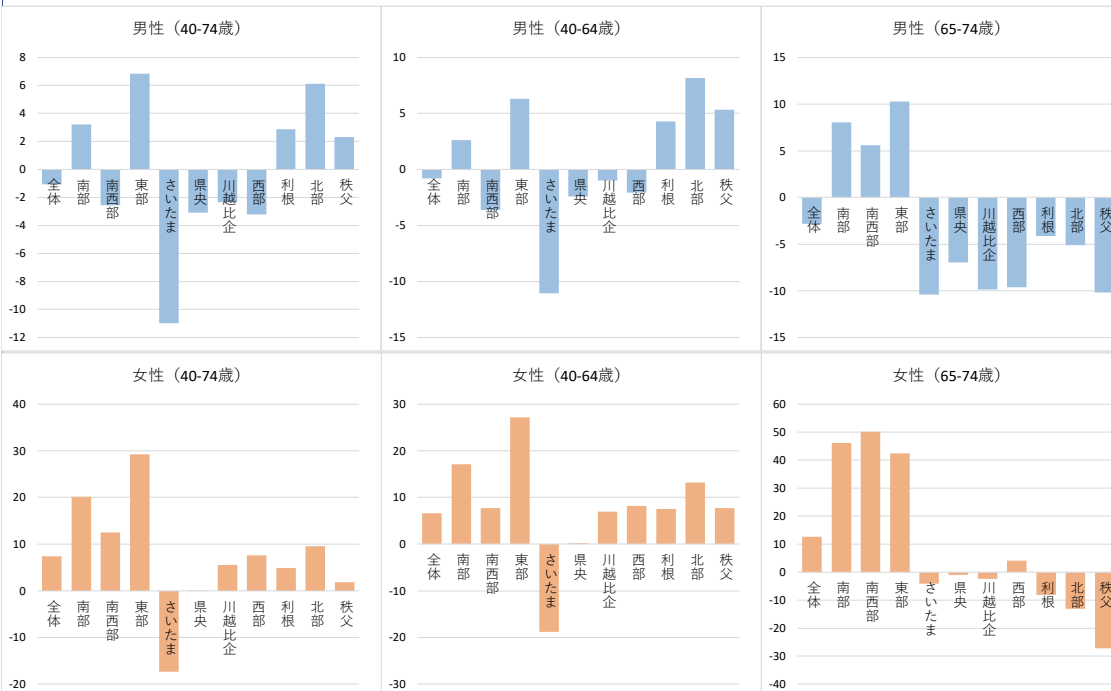 男性（40-74歳）
8
6
4
2
0
-2
-4
-6
-8
-10
-12
全体
南部
南西部
東部
さいたま
県央
川越比企
西部
利根
北部
秩父
男性（40-64歳）
10
5
0
-5
-10
-15
全体
南部
南西部
東部
さいたま
県央
川越比企
西部
利根
北部
秩父
男性（65-74歳）
15
10
5
0
-5
-10
-15
全体
南部
南西部
東部
さいたま
県央
川越比企
西部
利根
北部
秩父
女性（40-74歳）
40
30
20
10
0
-10
-20
全体
南部
南西部
東部
さいたま
県央
川越比企
西部
利根
北部
秩父
女性（40-64歳）
30
20
10
0
-10
-20
-30
全体
南部
南西部
東部
さいたま
県央
川越比企
西部
利根
北部
秩父
女性（65-74歳）
60
50
40
30
20
10
0
-10
-20
-30
-40
全体
南部
南西部
東部
さいたま
県央
川越比企
西部
利根
北部
秩父